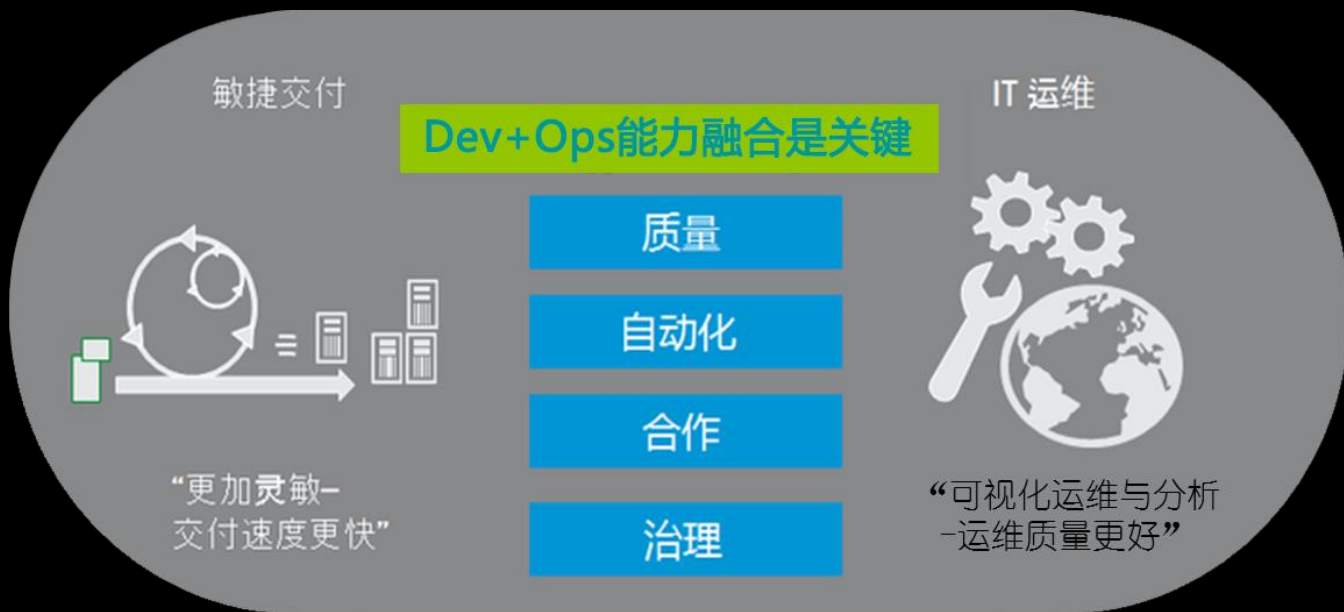 敏捷交付
Dev+Ops能力融合是关键
IT 运维
质量
自动化
合作
治理
“更加灵敏–
交付速度更快”
“可视化运维与分析
-运维质量更好”